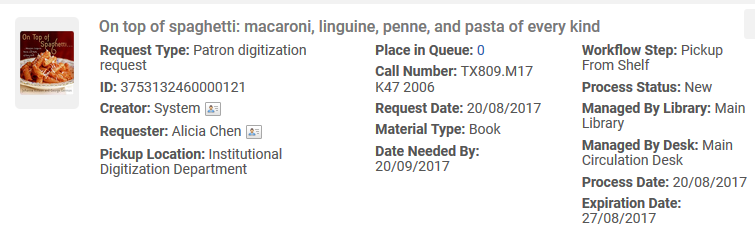 On top of spaghetti: macaroni, linguine, penne, and pasta of every kind
On Top of
Spaghetti...
Request Type: Patron digitization
request
ID: 3753132460000121
Creator: System
Requester: Alicia Chen
Pickup Location: Institutional
Digitization Department
Place in Queue: 0
Call Number: TX809.M17
K47 2006
Request Date: 20/08/2017
Material Type: Book
Date Needed By:
20/09/2017
Workflow Step: Pickup
From Shelf
Process Status: New
Managed By Library: Main
Library
Managed By Desk: Main
Circulation Desk
Process Date: 20/08/2017
Expiration Date:
27/08/2017